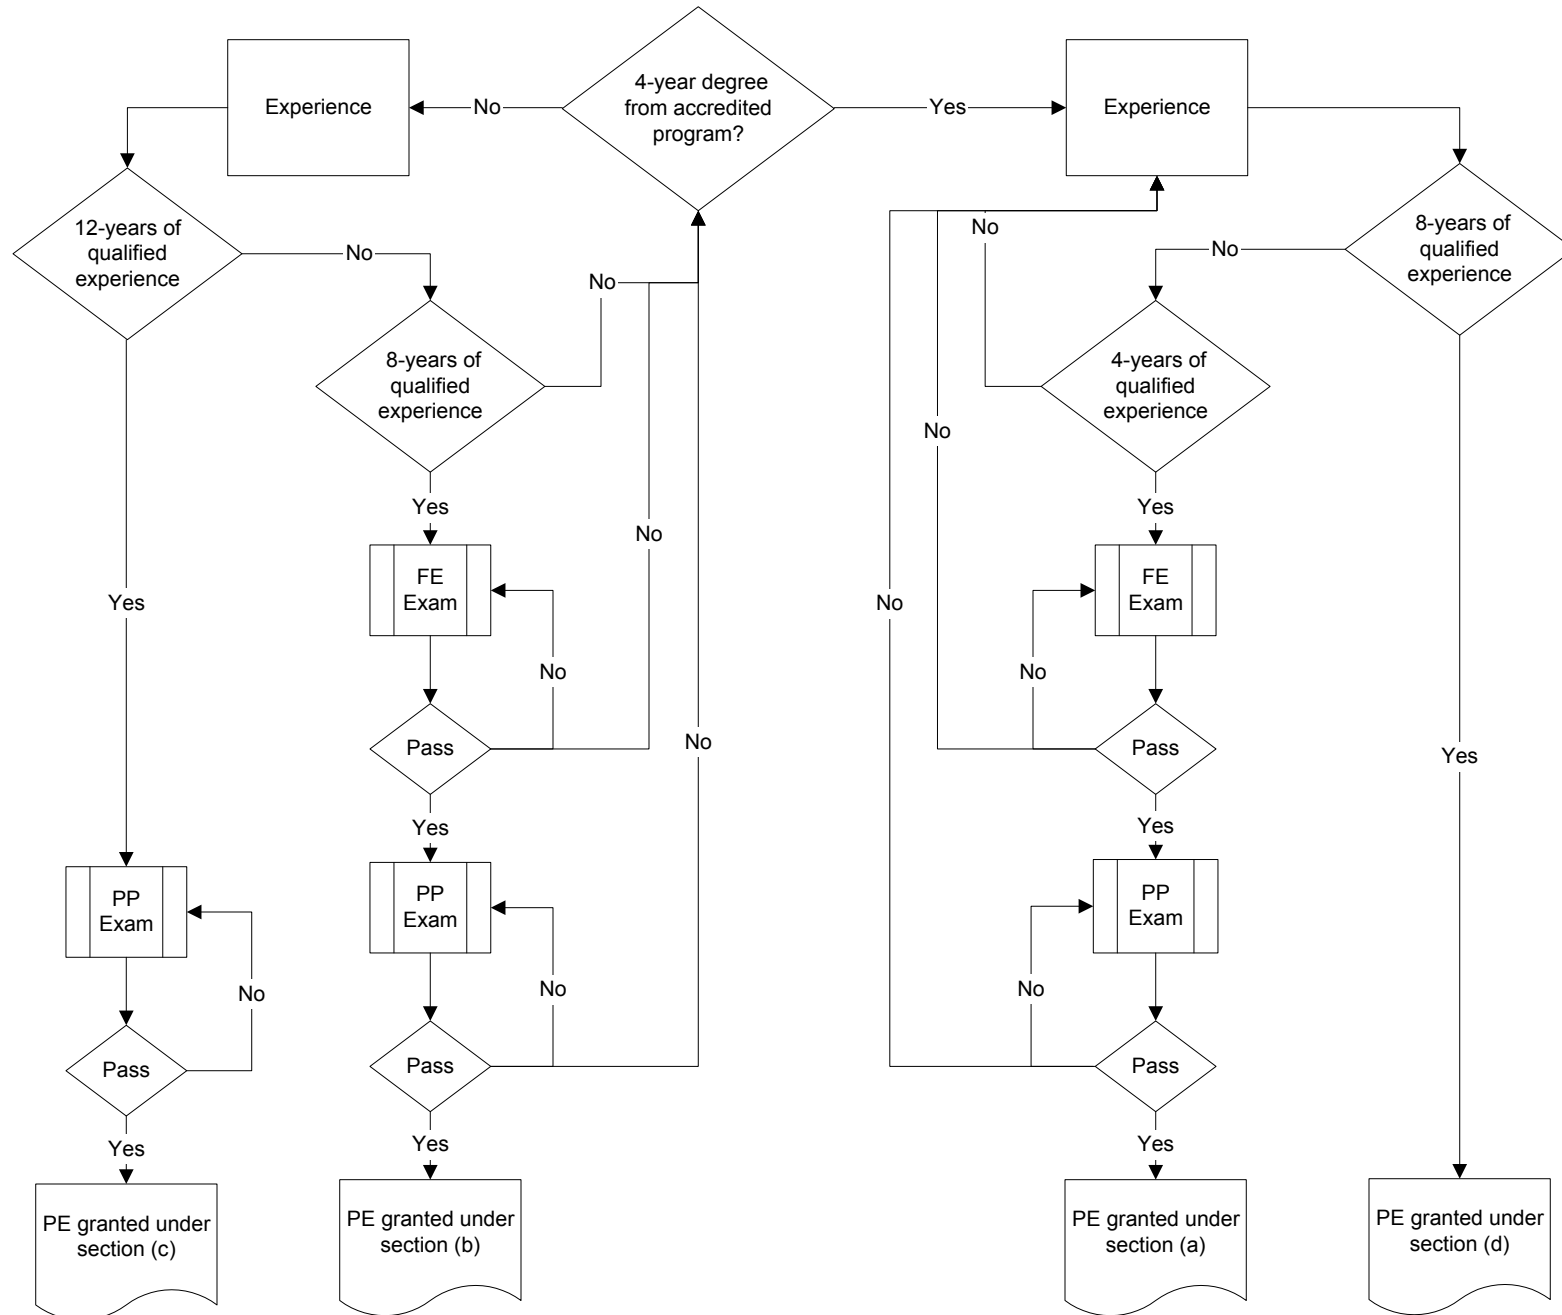 4-year degree
from accredited
program?
No
Yes
Experience
Experience
12-years of
qualified
experience
No
8-years of
qualified
experience
No
Yes
FE
Exam
No
No
Pass
Yes
PP
Exam
No
No
Pass
Yes
PE granted under
section (b)
Yes
PP
Exam
No
Pass
Yes
PE granted under
section (c)
8-years of
qualified
experience
No
4-years of
qualified
experience
No
Yes
FE
Exam
No
No
Pass
Yes
PP
Exam
No
No
Pass
Yes
PE granted under
section (a)
Yes
PE granted under
section (d)